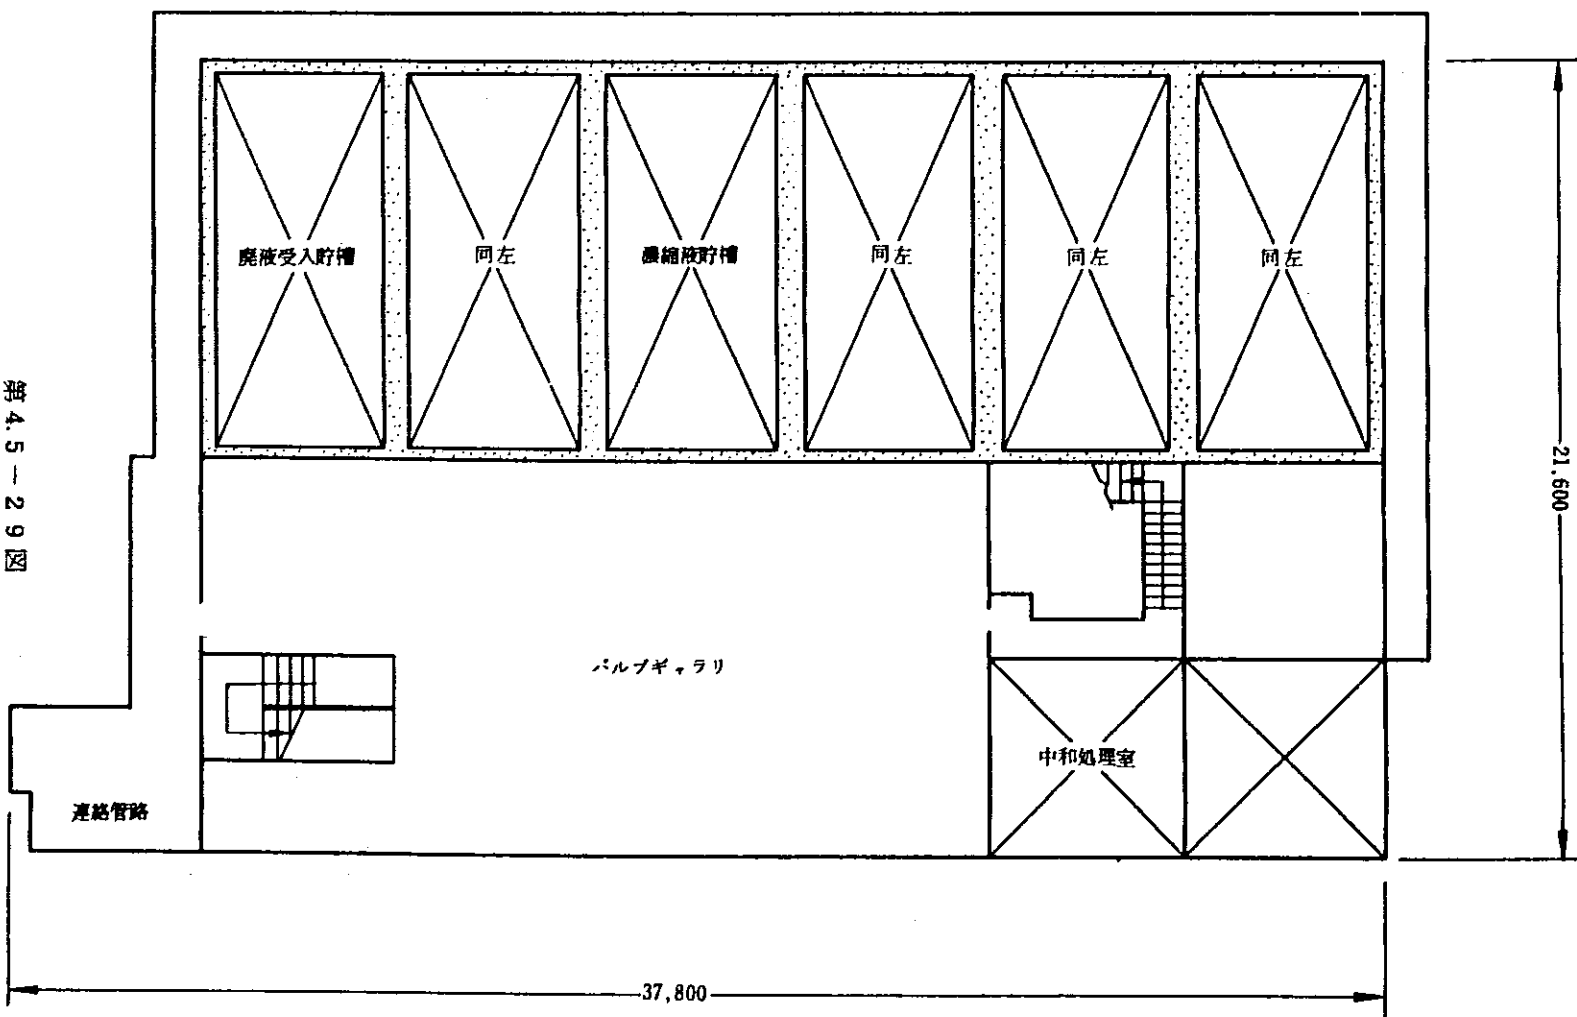 廃液受入貯槽
同左
濃縮液貯槽
同左
同左
同左
21,600
第4.5-29図
バルブギャラリ
中和処理室
連絡管路
37,800